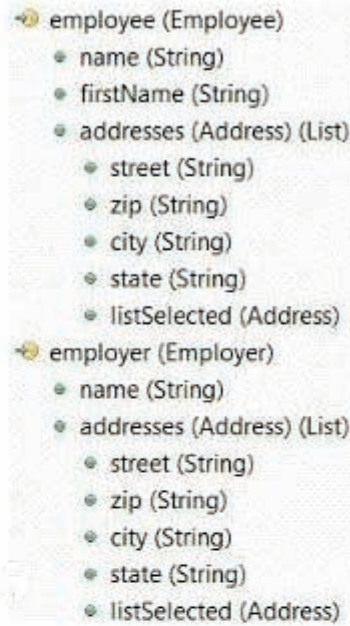 employee (Employee)
name (String)
firstName (String)
addresses (Address) (List)
street (String)
zip (String)
city (String)
state (String)
listSelected (Address)
employer (Employer)
name (String)
addresses (Address) (List)
street (String)
zip (String)
city (String)
state (String)
listSelected (Address)